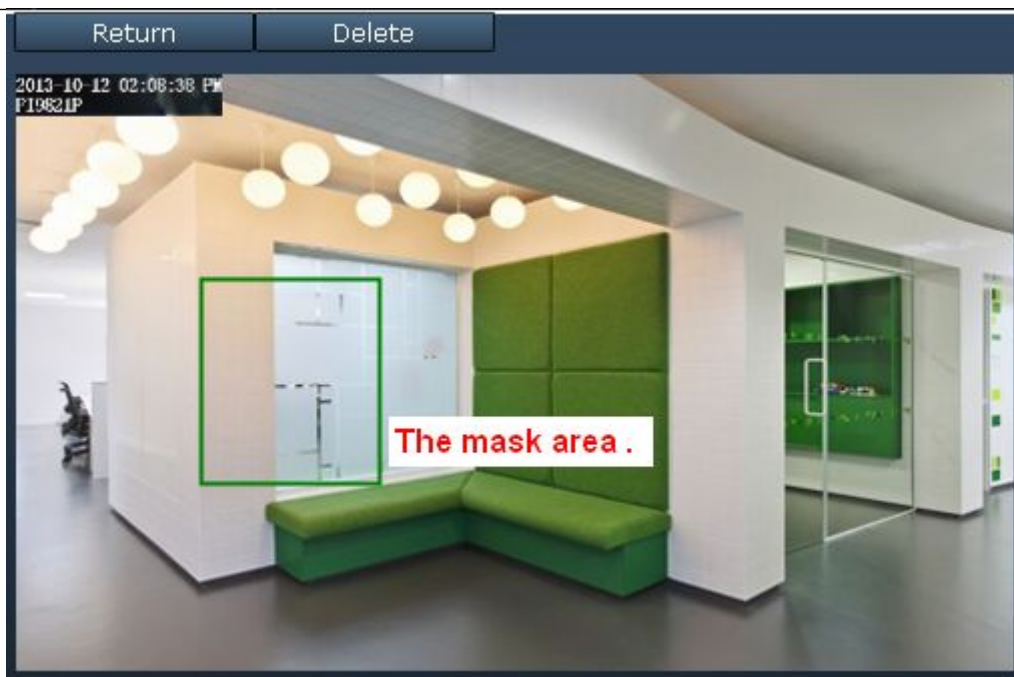 Return
Delete
2013-10-12 02:08:38 PM
FI9821P
The mask area .